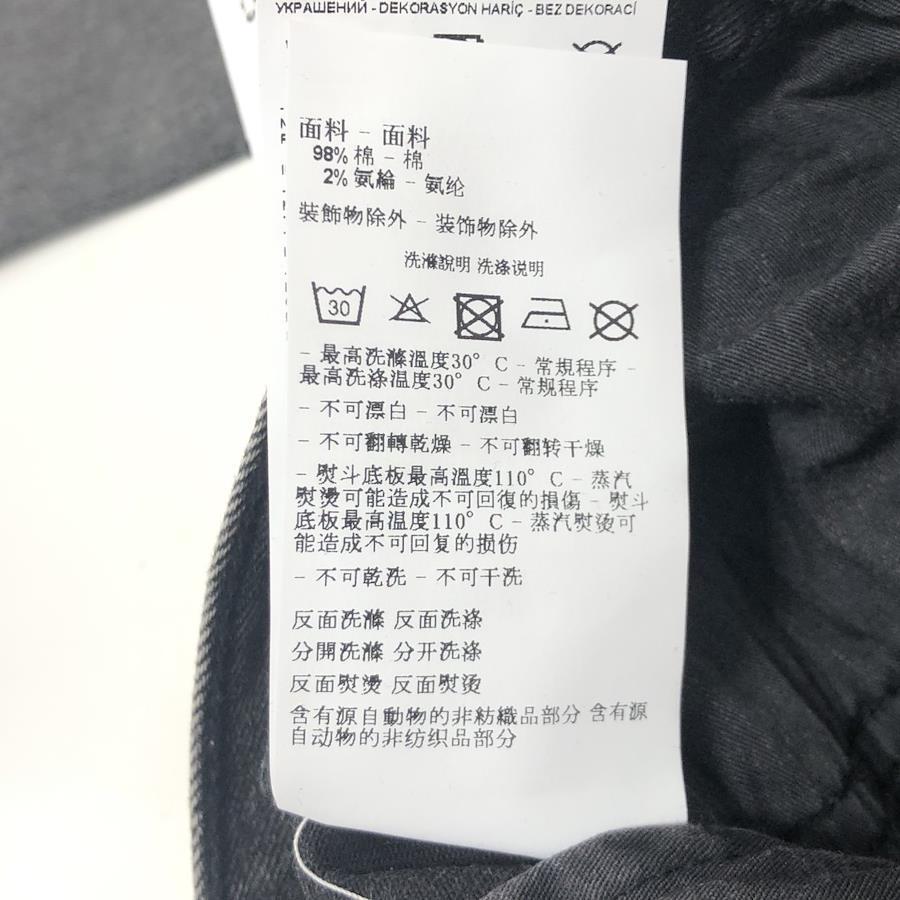 УКРАШЕНИЙ - DEKORASYON HARİÇ - BEZ DEKORACÍ
面料 - 面料
98% 棉 - 棉
2% 氨綸 - 氨纶
裝飾物除外 - 装饰物除外
洗滌說明 洗涤说明
30
- 最高洗滌溫度30° C - 常規程序 -
最高洗涤温度30° C - 常规程序
- 不可漂白 - 不可漂白
- 不可翻轉乾燥 - 不可翻转干燥
- 熨斗底板最高溫度110° C - 蒸汽
熨燙可能造成不可回復的損傷 - 熨斗
底板最高温度110° C - 蒸汽熨烫可
能造成不可回复的损伤
- 不可乾洗 - 不可干洗
反面洗滌 反面洗涤
分開洗滌 分开洗涤
反面熨燙 反面熨烫
含有源自動物的非紡織品部分 含有源
自动物的非纺织品部分